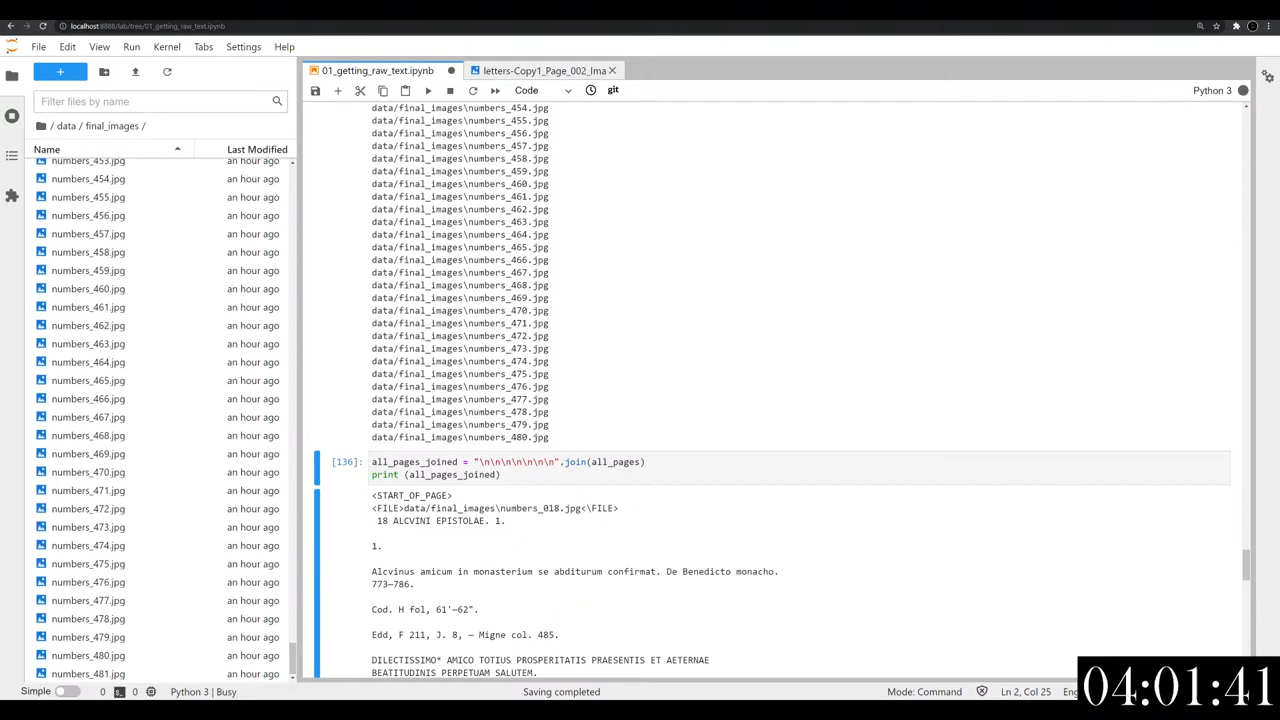 localhost:8888/lab/tree/01_getting_raw_text.ipynb
File Edit View Run Kernel Tabs Settings Help
01_getting_raw_text.ipynb
letters-Copy1_Page_002_Ima
Filter files by name
Code
git
Python 3
/ data / final_images /
Name Last Modified
numbers_453.jpg an hour ago
numbers_454.jpg an hour ago
numbers_455.jpg an hour ago
numbers_456.jpg an hour ago
numbers_457.jpg an hour ago
numbers_458.jpg an hour ago
numbers_459.jpg an hour ago
numbers_460.jpg an hour ago
numbers_461.jpg an hour ago
numbers_462.jpg an hour ago
numbers_463.jpg an hour ago
numbers_464.jpg an hour ago
numbers_465.jpg an hour ago
numbers_466.jpg an hour ago
numbers_467.jpg an hour ago
numbers_468.jpg an hour ago
numbers_469.jpg an hour ago
numbers_470.jpg an hour ago
numbers_471.jpg an hour ago
numbers_472.jpg an hour ago
numbers_473.jpg an hour ago
numbers_474.jpg an hour ago
numbers_475.jpg an hour ago
numbers_476.jpg an hour ago
numbers_477.jpg an hour ago
numbers_478.jpg an hour ago
numbers_479.jpg an hour ago
numbers_480.jpg an hour ago
numbers_481.jpg an hour ago
data/final_images\numbers_454.jpg
data/final_images\numbers_455.jpg
data/final_images\numbers_456.jpg
data/final_images\numbers_457.jpg
data/final_images\numbers_458.jpg
data/final_images\numbers_459.jpg
data/final_images\numbers_460.jpg
data/final_images\numbers_461.jpg
data/final_images\numbers_462.jpg
data/final_images\numbers_463.jpg
data/final_images\numbers_464.jpg
data/final_images\numbers_465.jpg
data/final_images\numbers_466.jpg
data/final_images\numbers_467.jpg
data/final_images\numbers_468.jpg
data/final_images\numbers_469.jpg
data/final_images\numbers_470.jpg
data/final_images\numbers_471.jpg
data/final_images\numbers_472.jpg
data/final_images\numbers_473.jpg
data/final_images\numbers_474.jpg
data/final_images\numbers_475.jpg
data/final_images\numbers_476.jpg
data/final_images\numbers_477.jpg
data/final_images\numbers_478.jpg
data/final_images\numbers_479.jpg
data/final_images\numbers_480.jpg
[136]: all_pages_joined = "\n\n\n\n\n\n\n".join(all_pages)
print (all_pages_joined)
<START_OF_PAGE>
<FILE>data/final_images\numbers_018.jpg<\FILE>
18 ALCVINI EPISTOLAE. 1.
1.
Alcvinus amicum in monasterium se abditurum confirmat. De Benedicto monacho.
773—786.
Cod. H fol, 61'—62".
Edd, F 211, J. 8, — Migne col. 485.
DILECTISSIMO* AMICO TOTIUS PROSPERITATIS PRAESENTIS ET AETERNAE
BEATITUDINIS PERPETUAM SALUTEM.
Simple 0 0 Python 3 | Busy
Saving completed
Mode: Command
Ln 2, Col 25
04:01:41